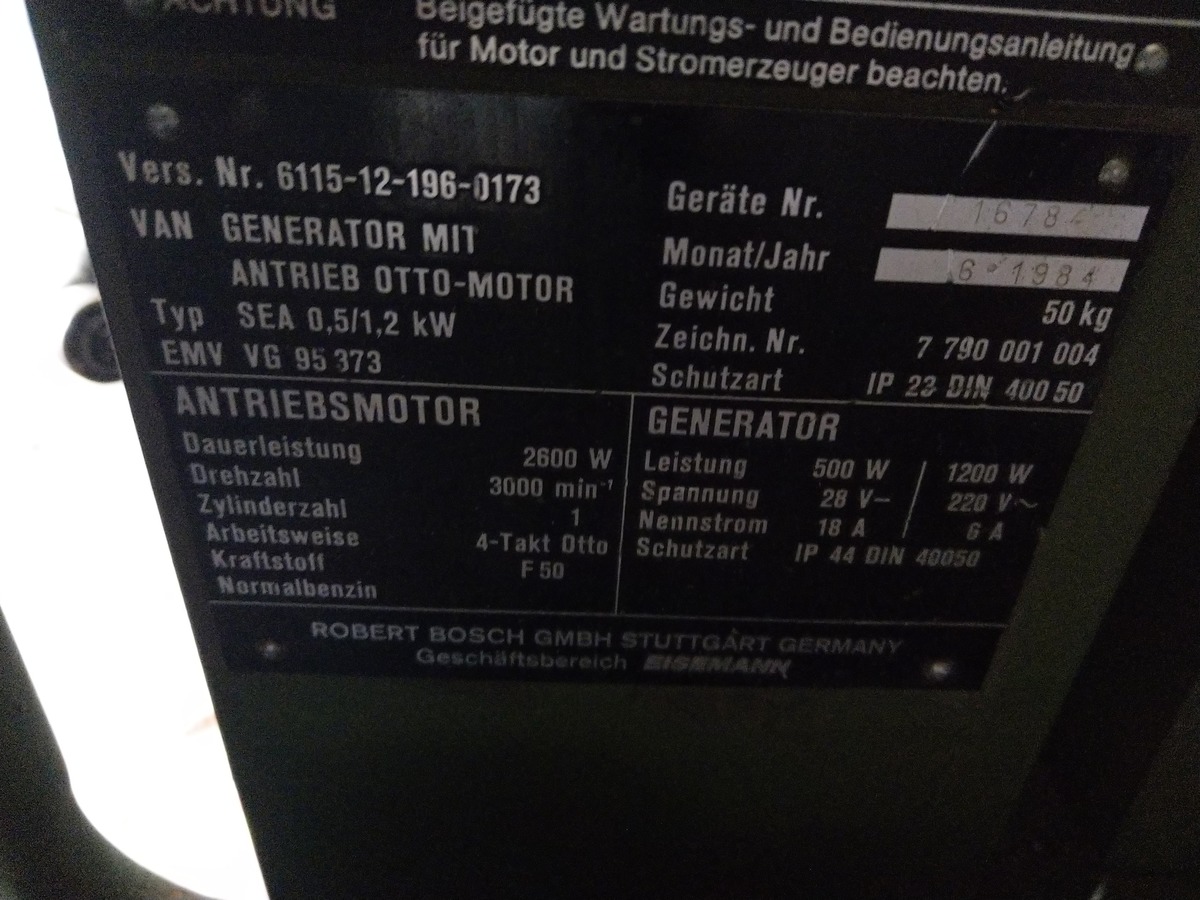 ACHTUNG
Beigefügte Wartungs- und Bedienungsanleitung
für Motor und Stromerzeuger beachten.
Vers. Nr. 6115-12-196-0173
VAN GENERATOR MIT
ANTRIEB OTTO-MOTOR
Typ SEA 0,5/1,2 kW
EMV VG 95 373
Geräte Nr. 16784
Monat/Jahr 6 1984
Gewicht 50 kg
Zeichn. Nr. 7 790 001 004
Schutzart IP 23 DIN 400 50
ANTRIEBSMOTOR
Dauerleistung 2600 W
Drehzahl 3000 min⁻¹
Zylinderzahl 1
Arbeitsweise 4-Takt Otto
Kraftstoff F 50
Normalbenzin
GENERATOR
Leistung 500 W / 1200 W
Spannung 28 V– / 220 V~
Nennstrom 18 A / 6 A
Schutzart IP 44 DIN 40050
ROBERT BOSCH GMBH STUTTGART GERMANY
Geschäftsbereich EISEMANN